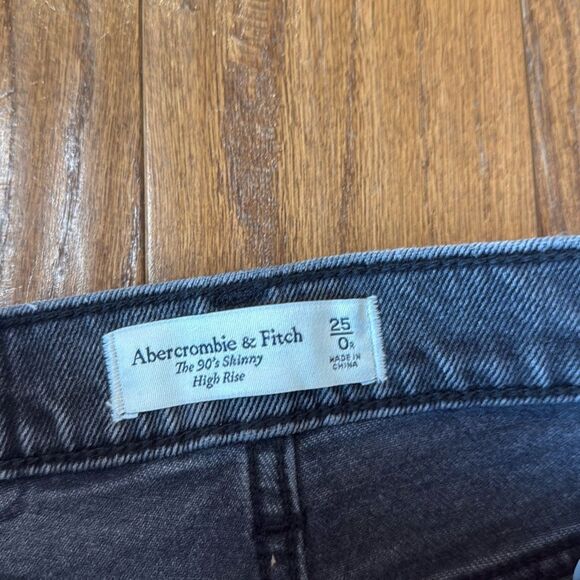 Abercrombie & Fitch
The 90's Skinny
High Rise
25
0R
MADE IN
CHINA